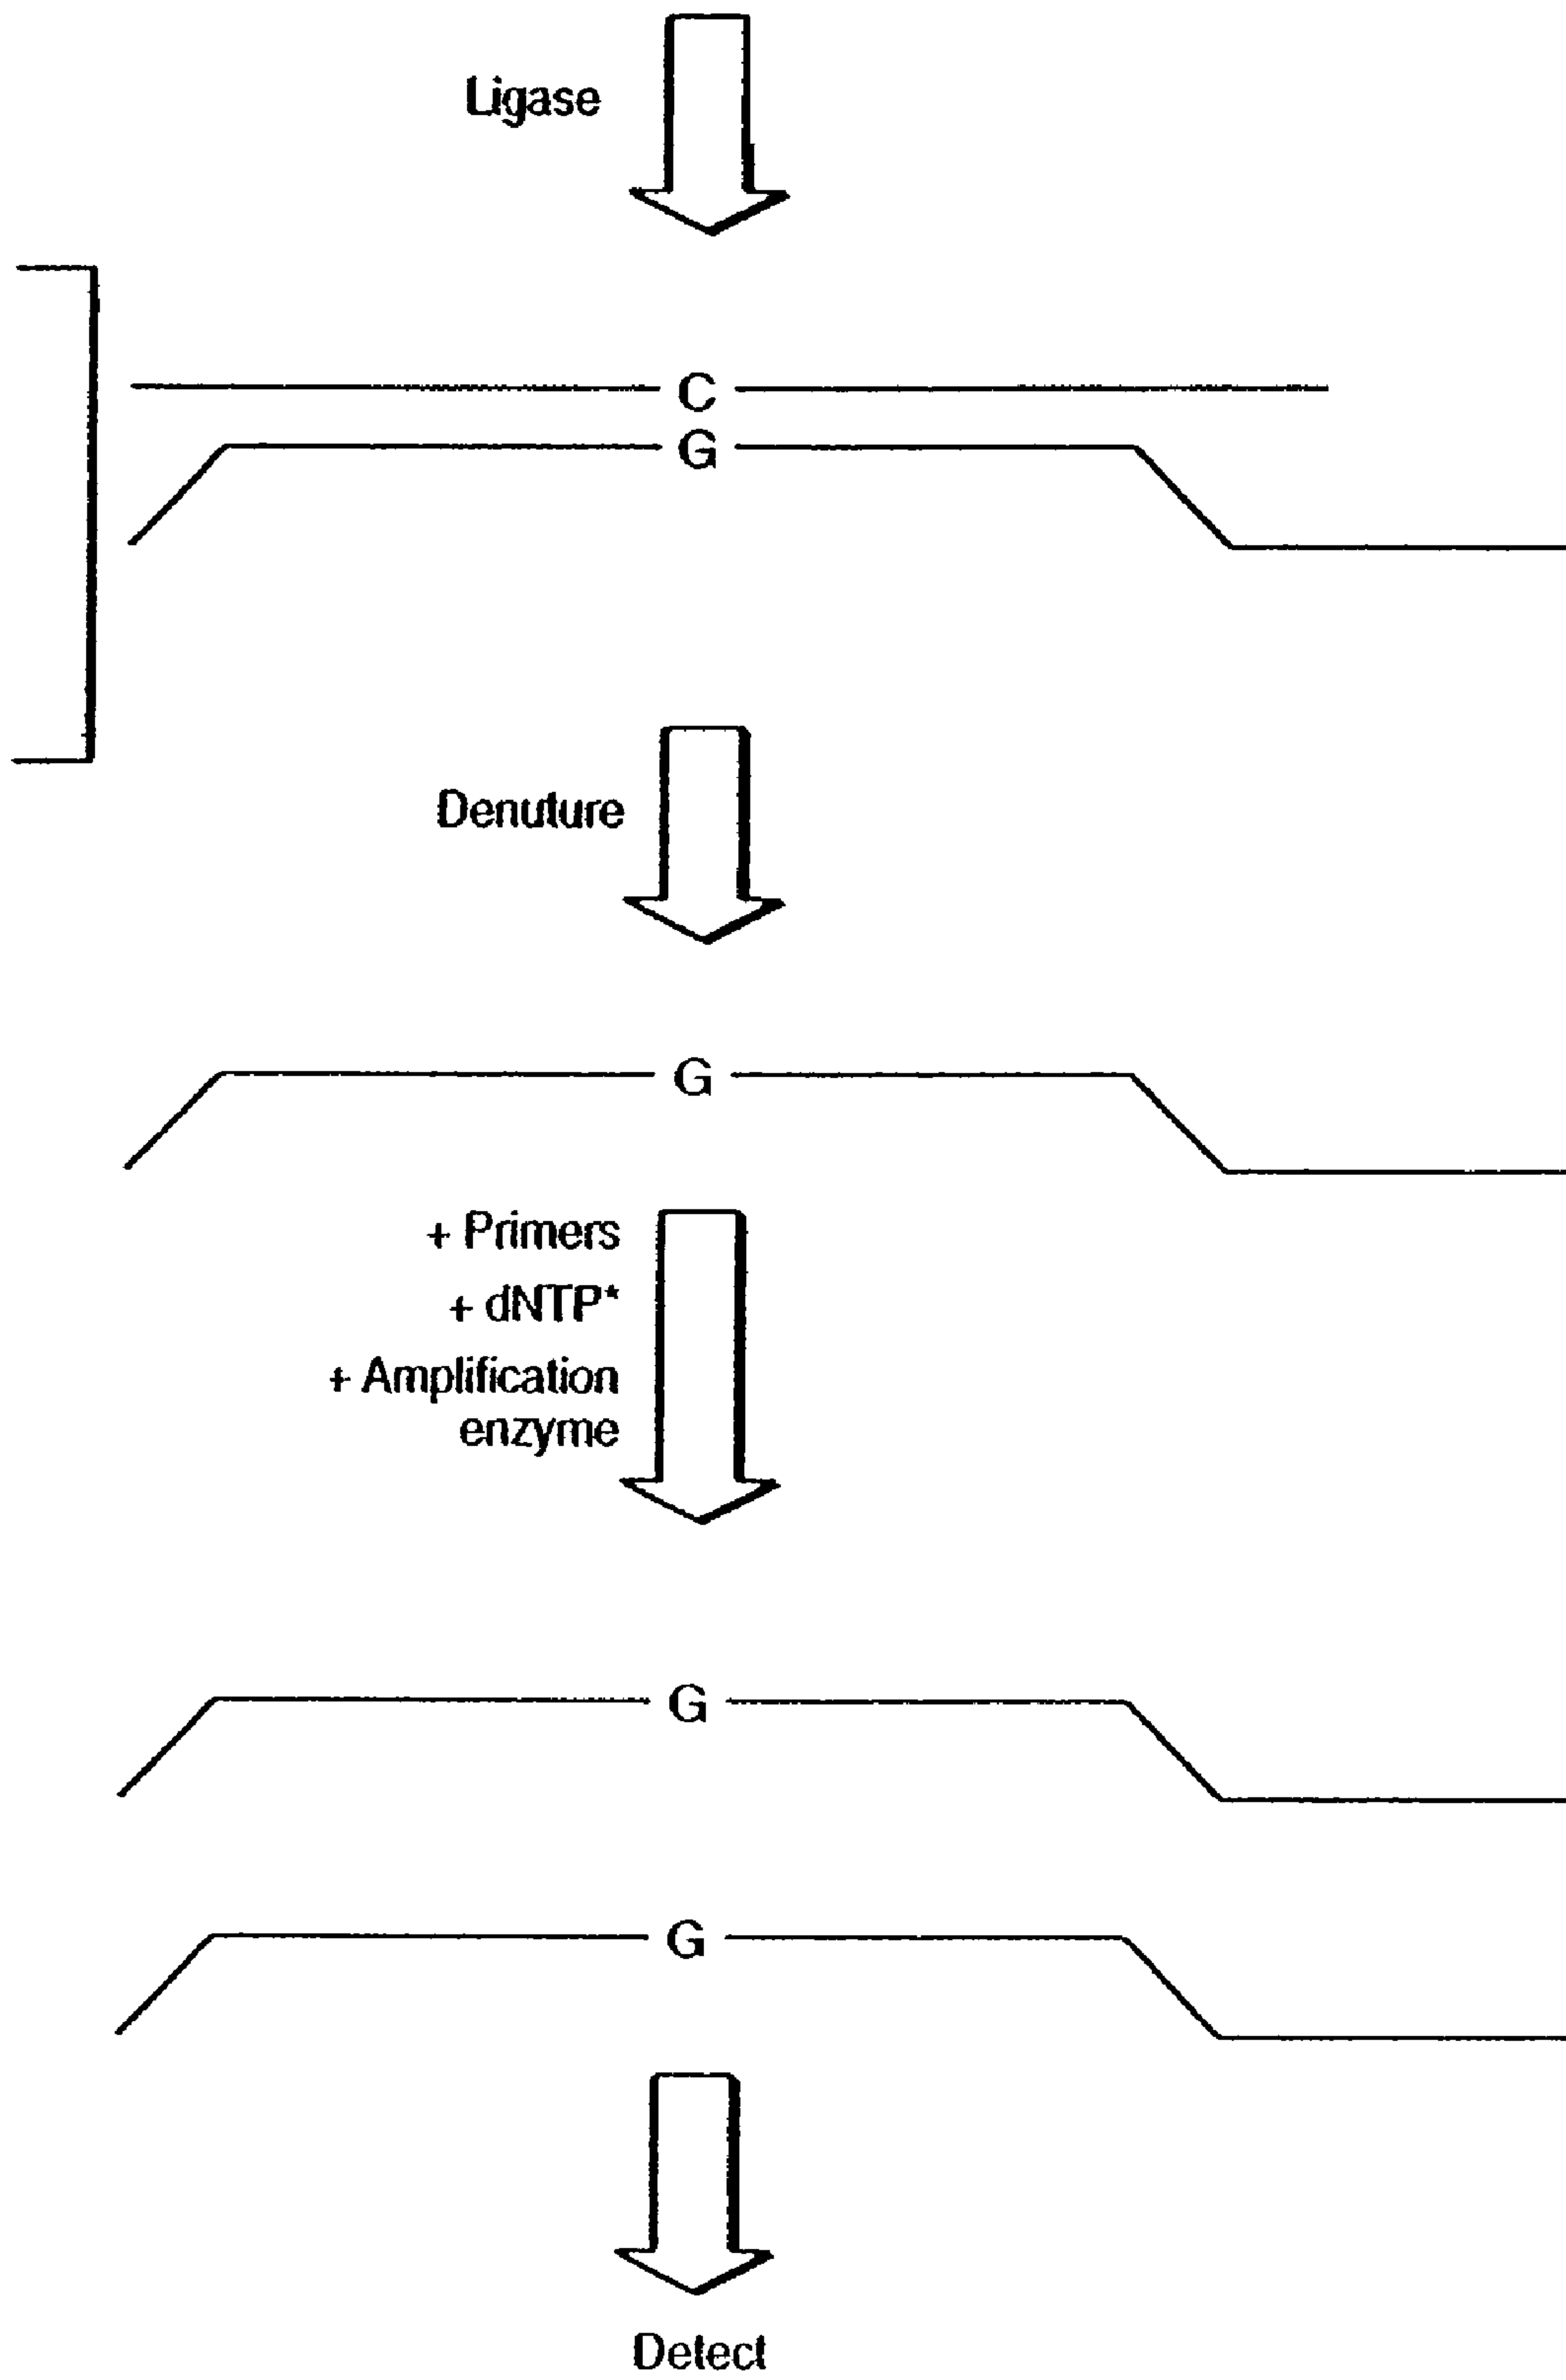 Ligase
C
G
Denuture
G
+ Primers
+ dNTP*
+ Amplification
enzyme
G
G
Detect